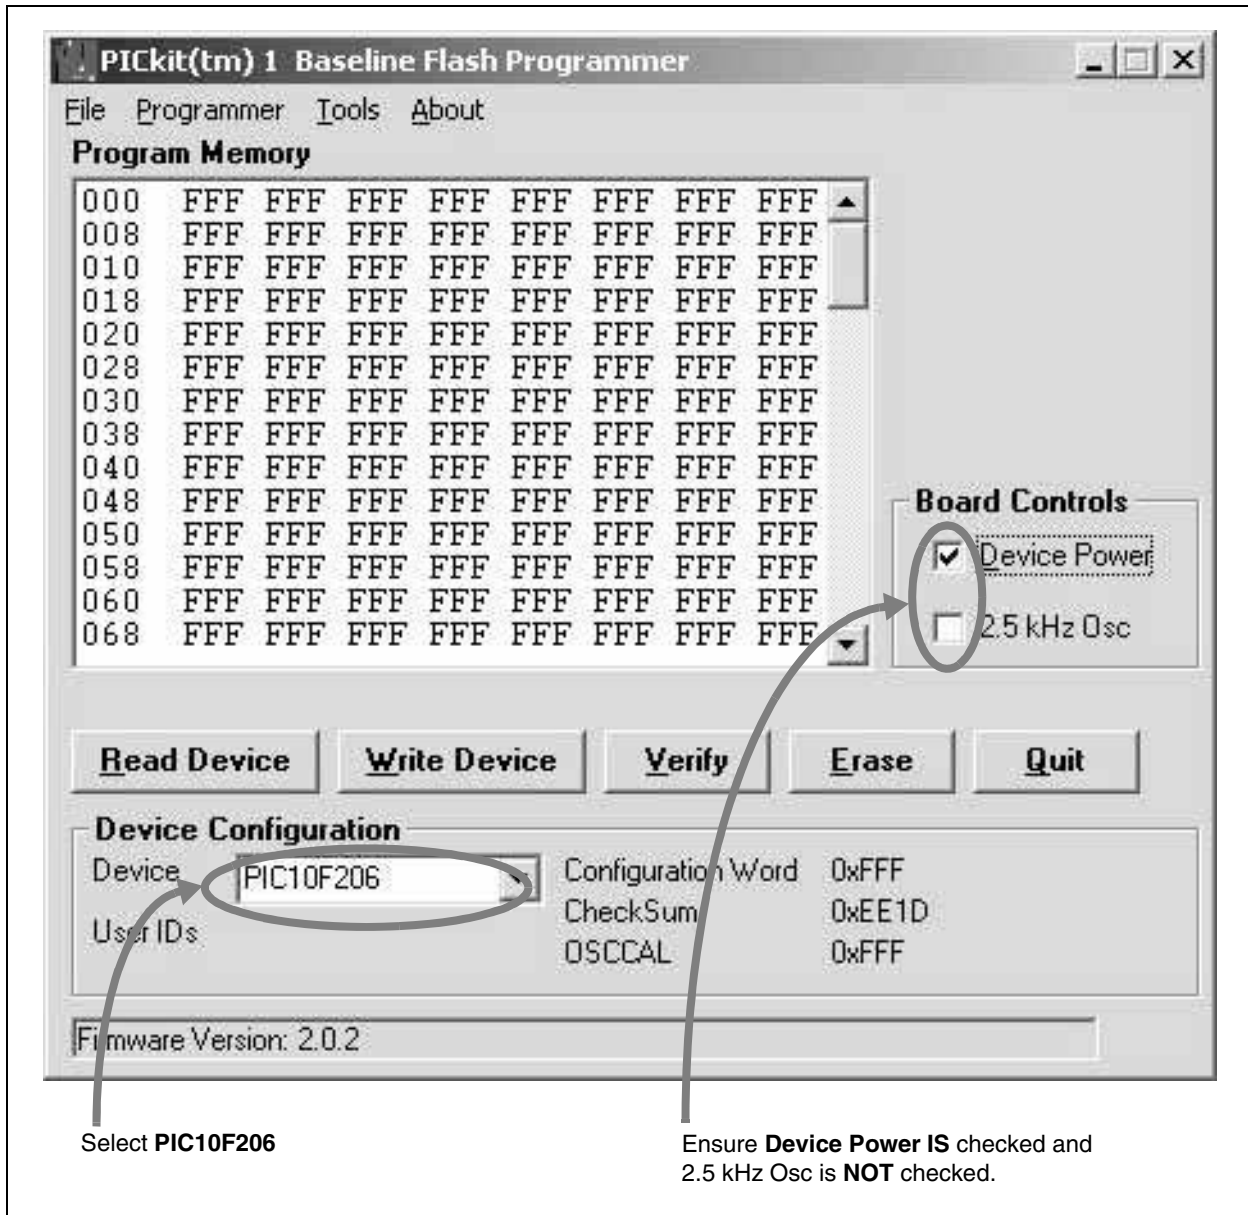 PICkit(tm) 1 Baseline Flash Programmer
File Programmer Tools About
Program Memory
000 FFF FFF FFF FFF FFF FFF FFF FFF
008 FFF FFF FFF FFF FFF FFF FFF FFF
010 FFF FFF FFF FFF FFF FFF FFF FFF
018 FFF FFF FFF FFF FFF FFF FFF FFF
020 FFF FFF FFF FFF FFF FFF FFF FFF
028 FFF FFF FFF FFF FFF FFF FFF FFF
030 FFF FFF FFF FFF FFF FFF FFF FFF
038 FFF FFF FFF FFF FFF FFF FFF FFF
040 FFF FFF FFF FFF FFF FFF FFF FFF
048 FFF FFF FFF FFF FFF FFF FFF FFF
050 FFF FFF FFF FFF FFF FFF FFF FFF
058 FFF FFF FFF FFF FFF FFF FFF FFF
060 FFF FFF FFF FFF FFF FFF FFF FFF
068 FFF FFF FFF FFF FFF FFF FFF FFF
Board Controls
Device Power
2.5 kHz Osc
Read Device Write Device Verify Erase Quit
Device Configuration
Device PIC10F206 Configuration Word 0xFFF
CheckSum 0xEE1D
User IDs
OSCCAL 0xFFF
Firmware Version: 2.0.2
Select PIC10F206
Ensure Device Power IS checked and
2.5 kHz Osc is NOT checked.